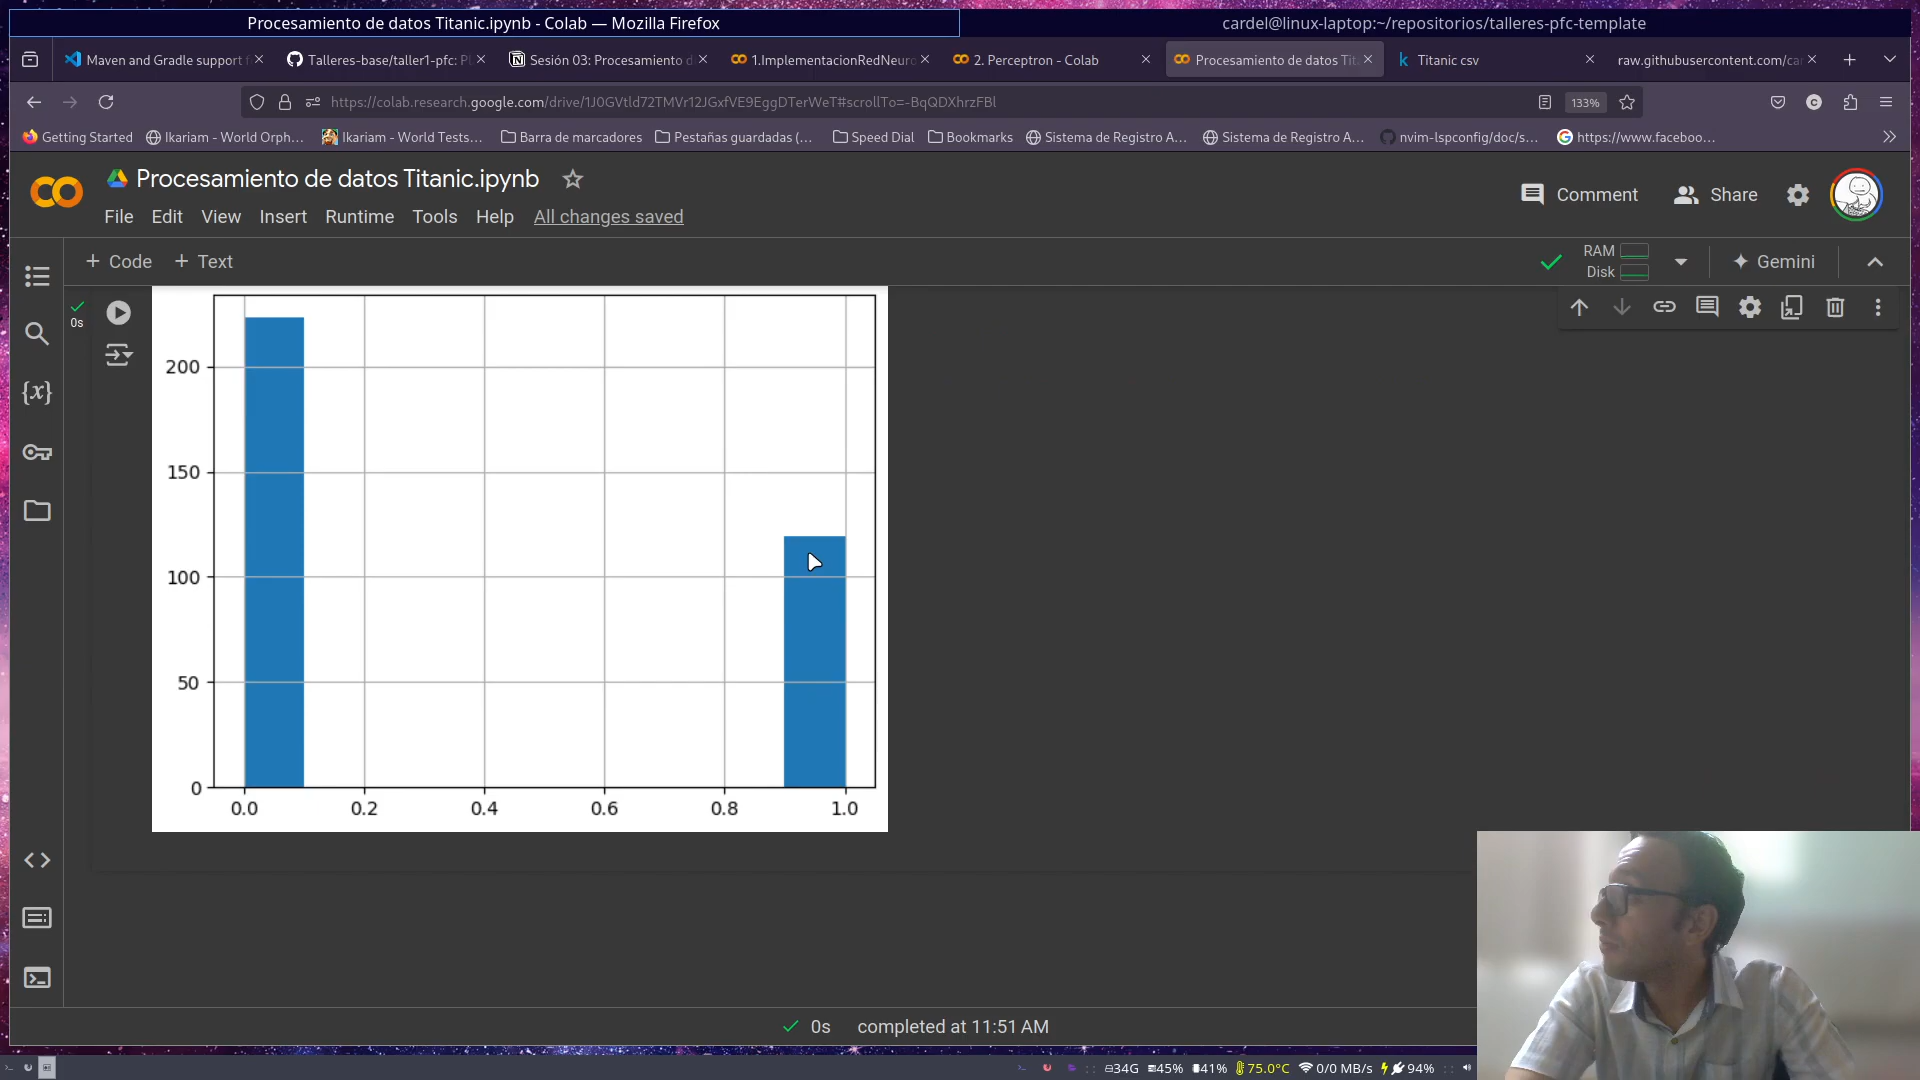 Procesamiento de datos Titanic.ipynb - Colab — Mozilla Firefox
cardel@linux-laptop:~/repositorios/talleres-pfc-template
Maven and Gradle support f
Talleres-base/taller1-pfc: Pl
Sesión 03: Procesamiento d
1.ImplementacionRedNeuro
2. Perceptron - Colab
Procesamiento de datos Tit
Titanic csv
raw.githubusercontent.com/car
https://colab.research.google.com/drive/1J0GVtld72TMVr12JGxfVE9EggDTerWeT#scrollTo=-BqQDXhrzFBl
133%
Getting Started
Ikariam - World Orph...
Ikariam - World Tests...
Barra de marcadores
Pestañas guardadas (...
Speed Dial
Bookmarks
Sistema de Registro A...
Sistema de Registro A...
nvim-lspconfig/doc/s...
https://www.faceboo...
Procesamiento de datos Titanic.ipynb
File Edit View Insert Runtime Tools Help All changes saved
Comment
Share
+ Code + Text
RAM
Disk
Gemini
0s
200
150
100
50
0
0.0 0.2 0.4 0.6 0.8 1.0
{x}
0s completed at 11:51 AM
34G 45% 41% 75.0°C 0/0 MB/s 94%